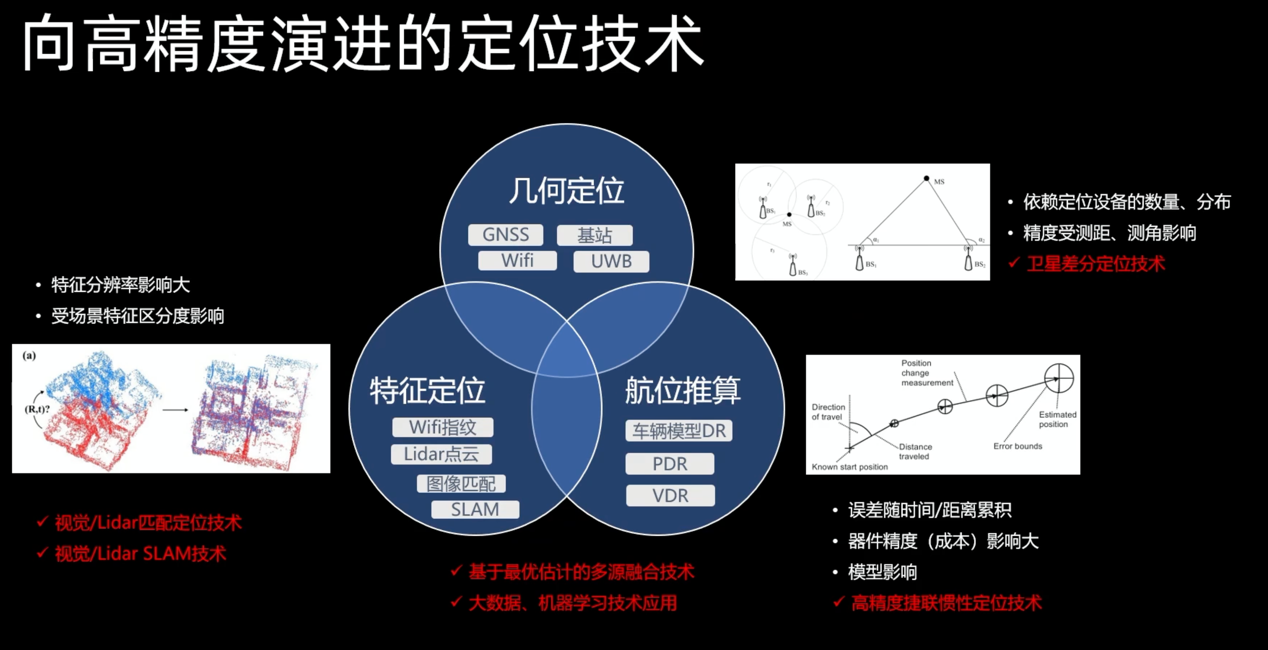 向高精度演进的定位技术
几何定位
GNSS
基站
Wifi
UWB
r₁
BS₁
r₂
BS₂
MS
r₃
BS₃
MS
α₁
α₂
BS₁
BS₂
• 依赖定位设备的数量、分布
• 精度受测距、测角影响
✓ 卫星差分定位技术
• 特征分辨率影响大
• 受场景特征区分度影响
(a)
(R,t)?
✓ 视觉/Lidar匹配定位技术
✓ 视觉/Lidar SLAM技术
特征定位
Wifi指纹
Lidar点云
图像匹配
SLAM
航位推算
车辆模型DR
PDR
VDR
Position
change
measurement
Direction
of travel
Distance
traveled
Known start position
Error bounds
Estimated
position
• 误差随时间/距离累积
• 器件精度（成本）影响大
• 模型影响
✓ 高精度捷联惯性定位技术
✓ 基于最优估计的多源融合技术
✓ 大数据、机器学习技术应用